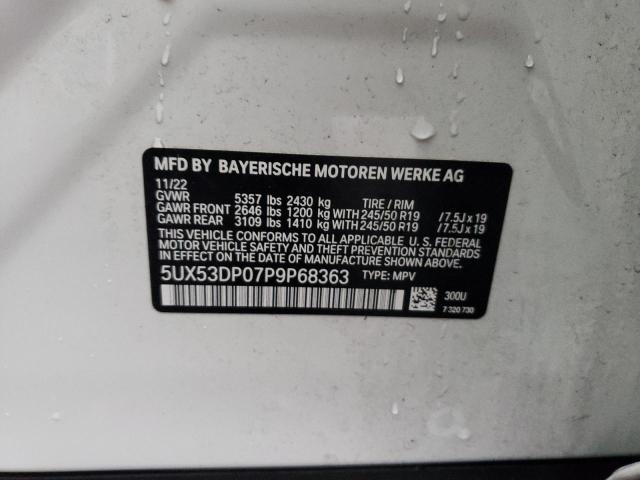 MFD BY BAYERISCHE MOTOREN WERKE AG
11/22
GVWR 5357 lbs 2430 kg TIRE / RIM
GAWR FRONT 2646 lbs 1200 kg WITH 245/50 R19 /7.5J x 19
GAWR REAR 3109 lbs 1410 kg WITH 245/50 R19 /7.5J x 19
THIS VEHICLE CONFORMS TO ALL APPLICABLE U.S. FEDERAL
MOTOR VEHICLE SAFETY AND THEFT PREVENTION STANDARDS
IN EFFECT ON THE DATE OF MANUFACTURE SHOWN ABOVE.
5UX53DP07P9P68363 TYPE: MPV
300U
7 320 730